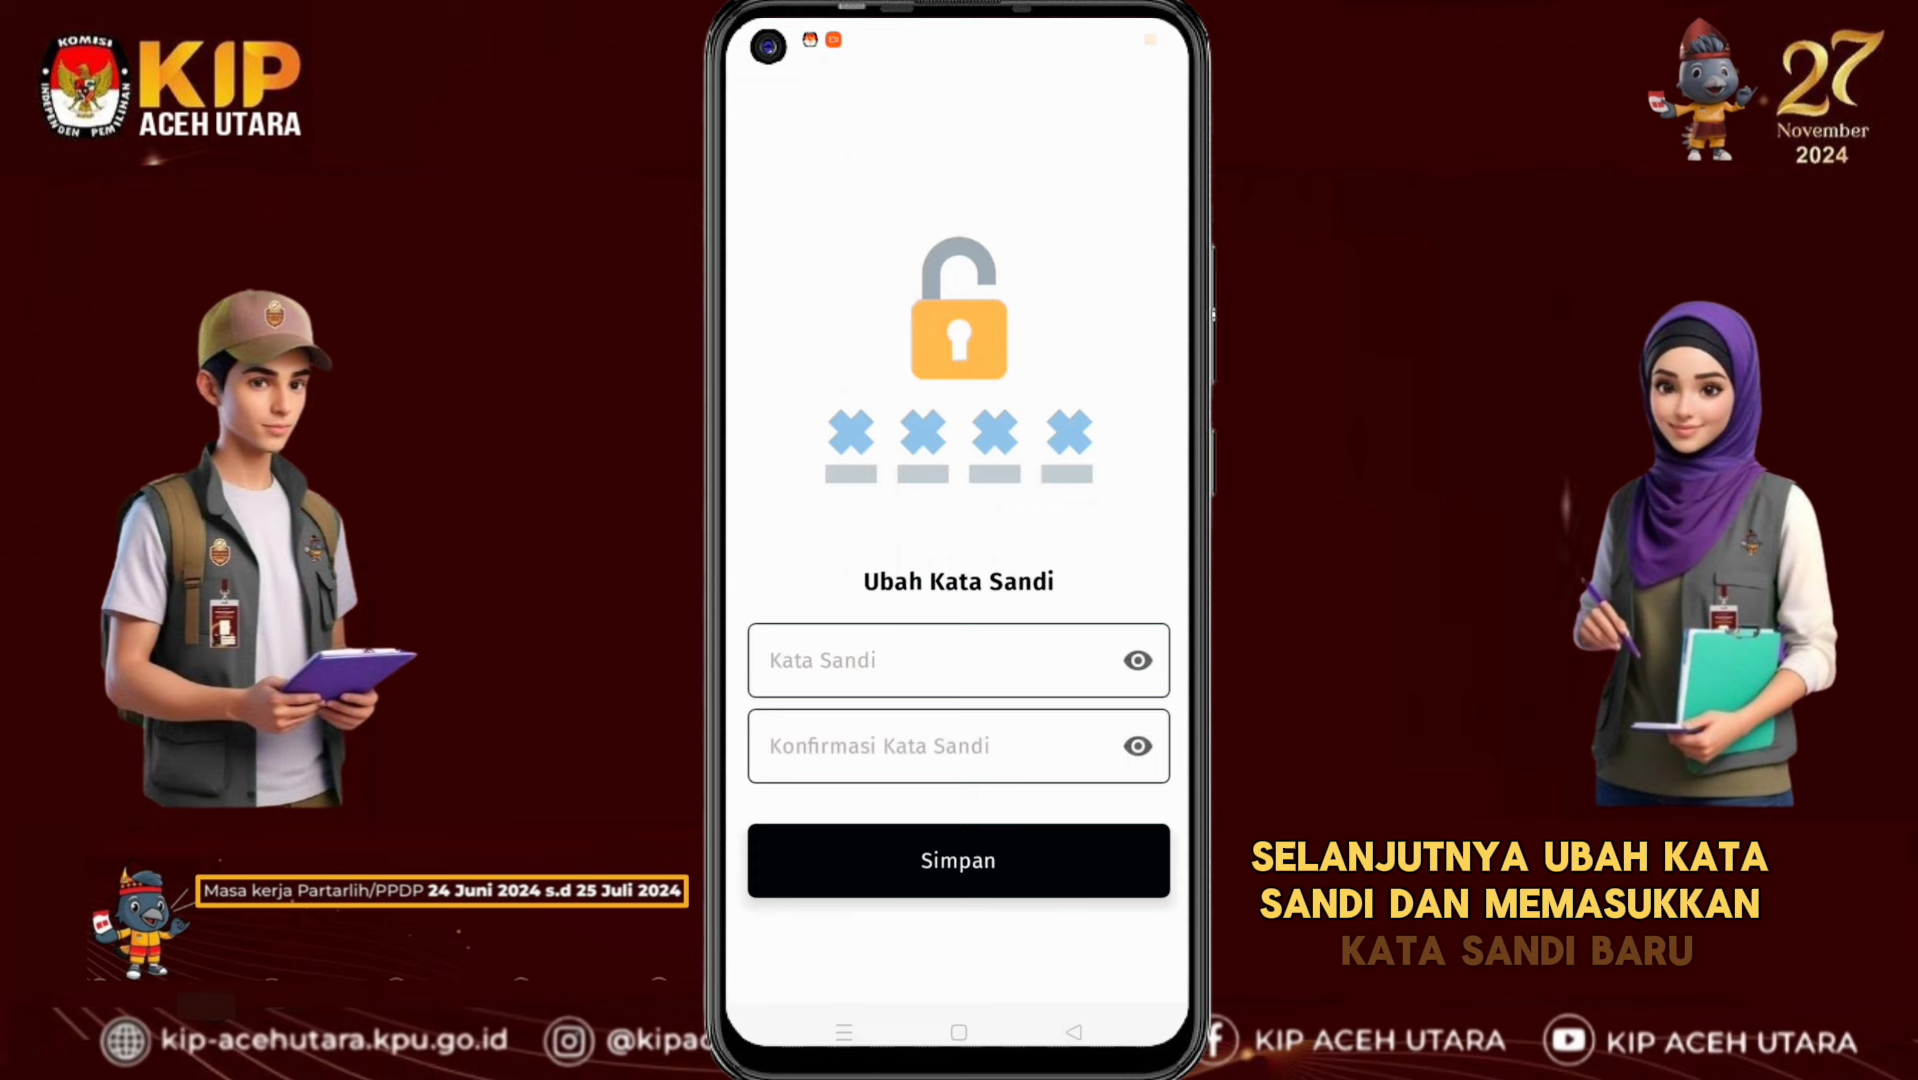 KOMISI
INDEPENDEN PEMILIHAN
KIP
ACEH UTARA
27
November
2024
Ubah Kata Sandi
Kata Sandi
Konfirmasi Kata Sandi
Simpan
Masa kerja Partarlih/PPDP 24 Juni 2024 s.d 25 Juli 2024
SELANJUTNYA UBAH KATA
SANDI DAN MEMASUKKAN
KATA SANDI BARU
kip-acehutara.kpu.go.id
KIP ACEH UTARA
KIP ACEH UTARA